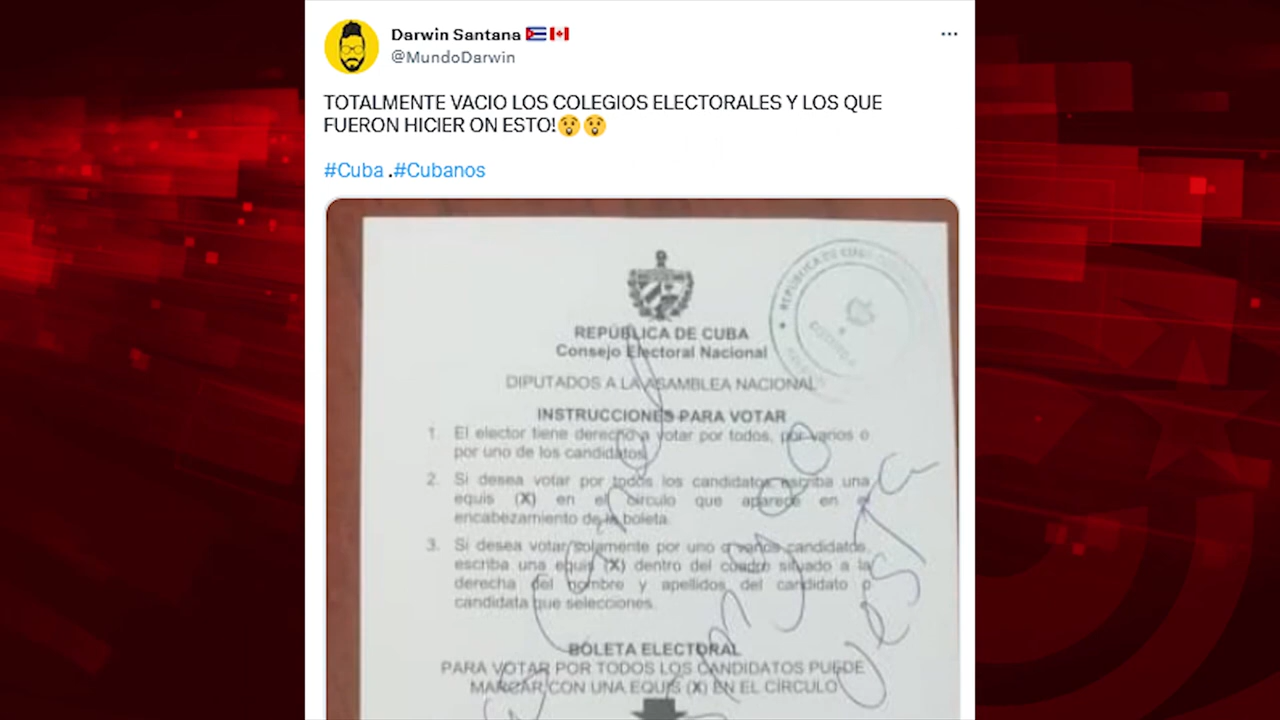 Darwin Santana
@MundoDarwin
TOTALMENTE VACIO LOS COLEGIOS ELECTORALES Y LOS QUE
FUERON HICIER ON ESTO!😲😲
#Cuba .#Cubanos
REPÚBLICA DE CUBA
REPÚBLICA DE CUBA
Consejo Electoral Nacional
DIPUTADOS A LA ASAMBLEA NACIONAL
INSTRUCCIONES PARA VOTAR
1. El elector tiene derecho a votar por todos, por varios o
por uno de los candidatos.
2. Si desea votar por todos los candidatos escriba una
equis (X) en el círculo que aparece en el
encabezamiento de la boleta.
3. Si desea votar solamente por uno o varios candidatos,
escriba una equis (X) dentro del cuadro situado a la
derecha del nombre y apellidos del candidato o
candidata que selecciones.
BOLETA ELECTORAL
PARA VOTAR POR TODOS LOS CANDIDATOS PUEDE
MARCAR CON UNA EQUIS (X) EN EL CÍRCULO